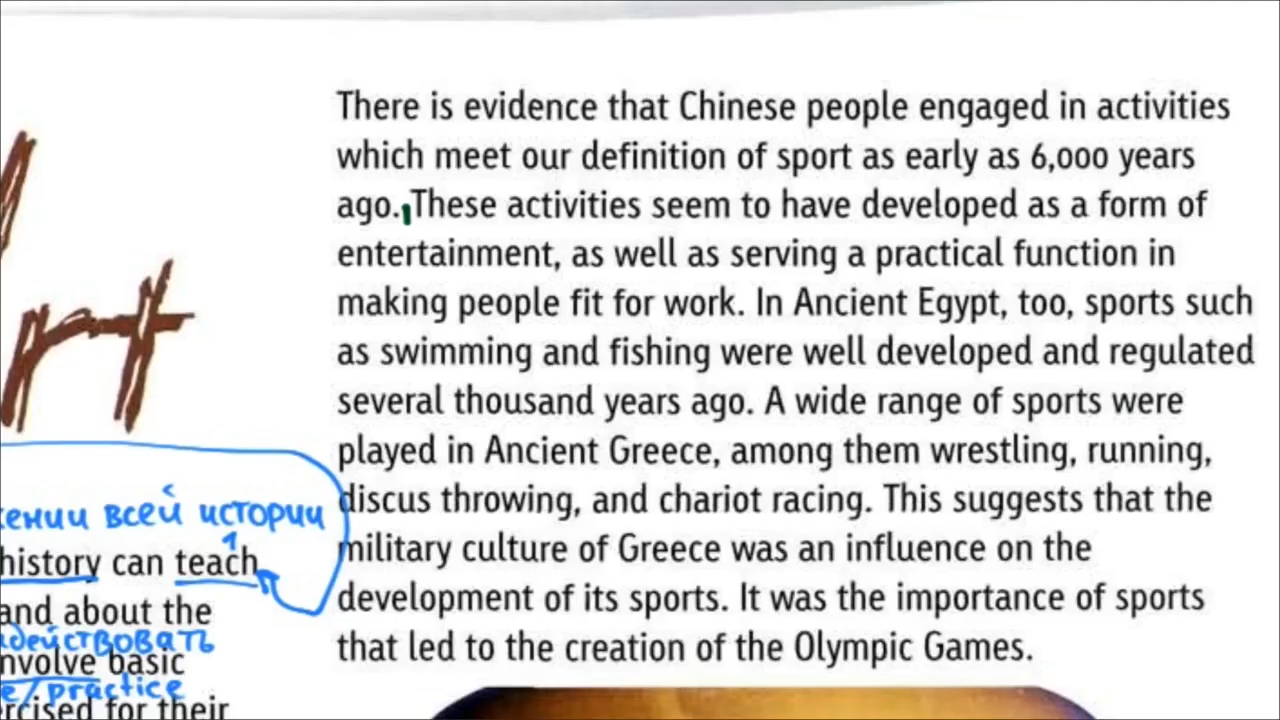 There is evidence that Chinese people engaged in activities
which meet our definition of sport as early as 6,000 years
ago. These activities seem to have developed as a form of
entertainment, as well as serving a practical function in
making people fit for work. In Ancient Egypt, too, sports such
as swimming and fishing were well developed and regulated
several thousand years ago. A wide range of sports were
played in Ancient Greece, among them wrestling, running,
discus throwing, and chariot racing. This suggests that the
military culture of Greece was an influence on the
development of its sports. It was the importance of sports
that led to the creation of the Olympic Games.
всей истории
history can teach
1
and about the
basic
practice
for their